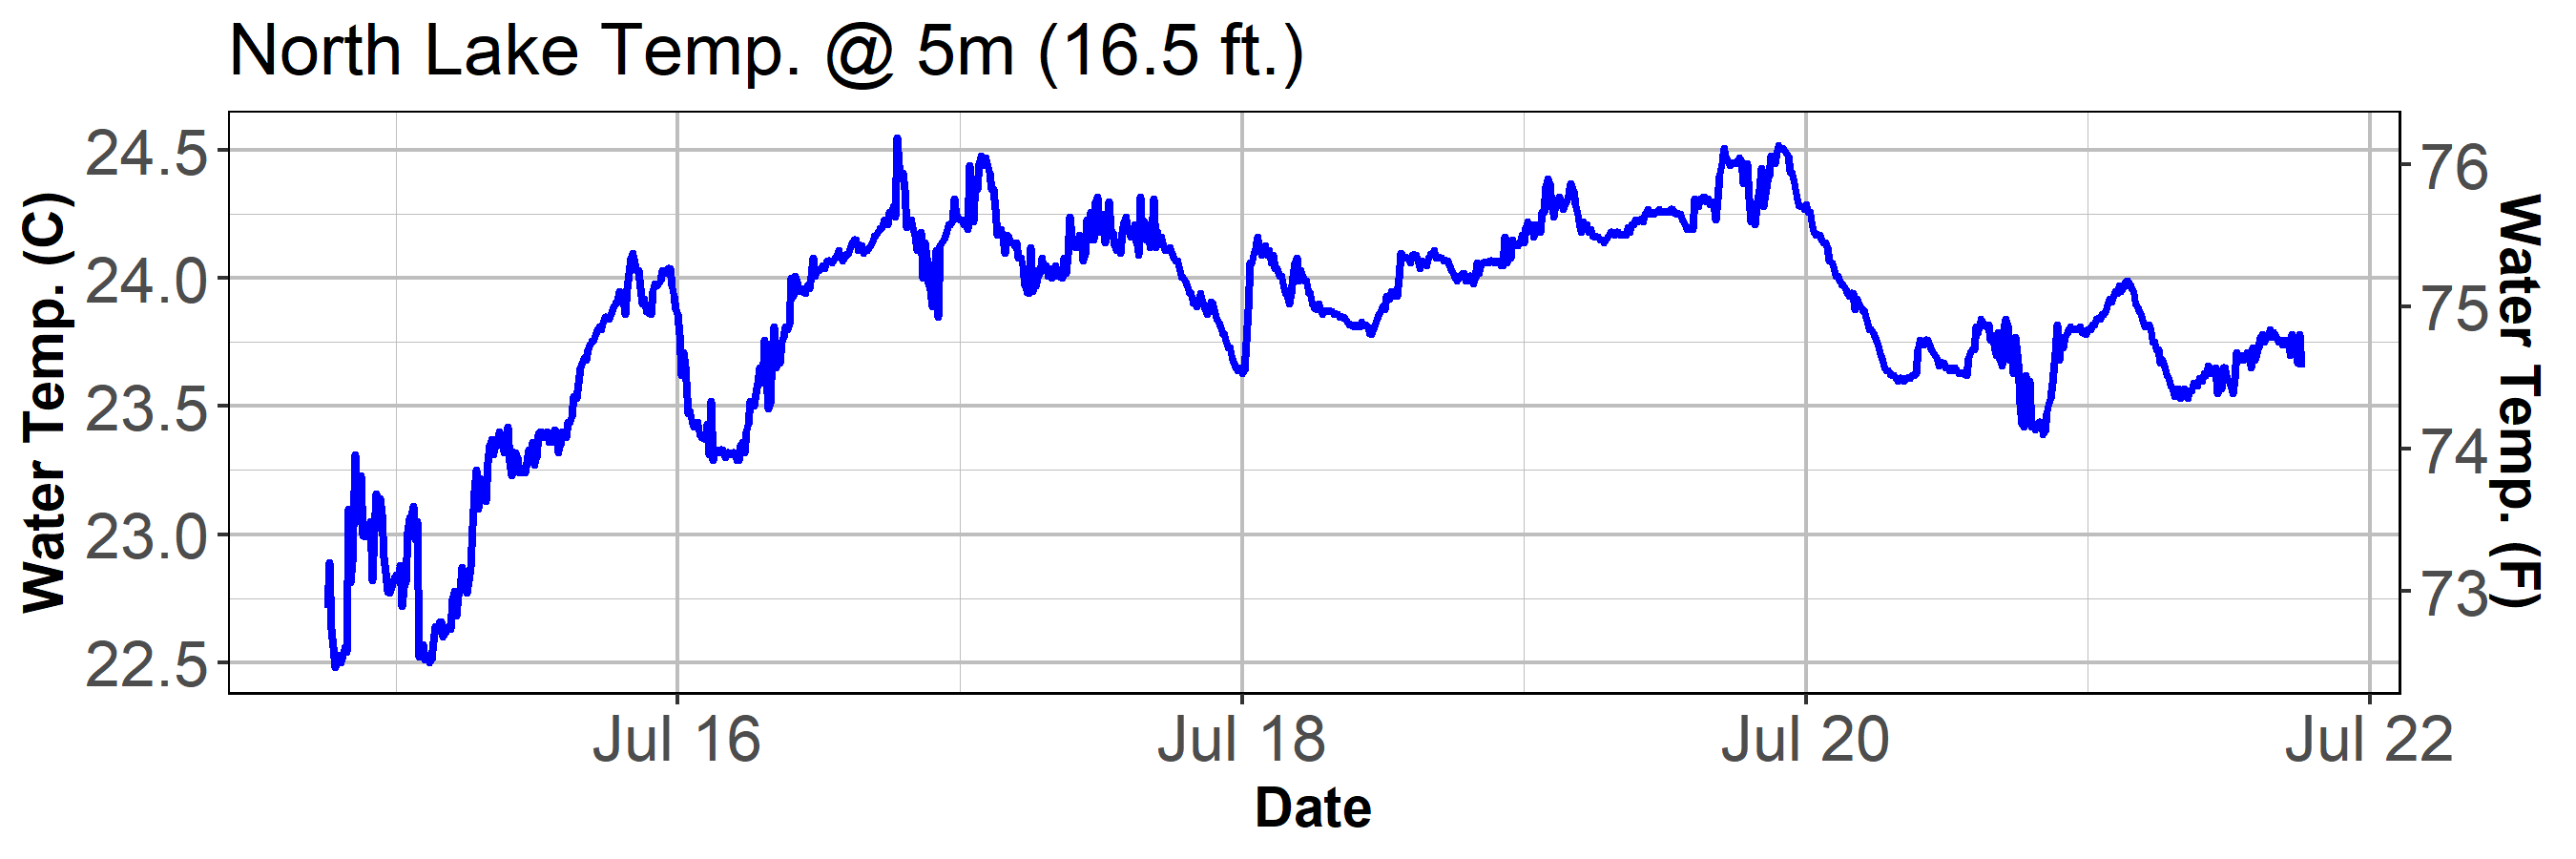 North Lake Temp. @ 5m (16.5 ft.)
Water Temp. (C)
24.5
24.0
23.5
23.0
22.5
76
75
74
73
Water Temp. (F)
Jul 16 Jul 18 Jul 20 Jul 22
Date